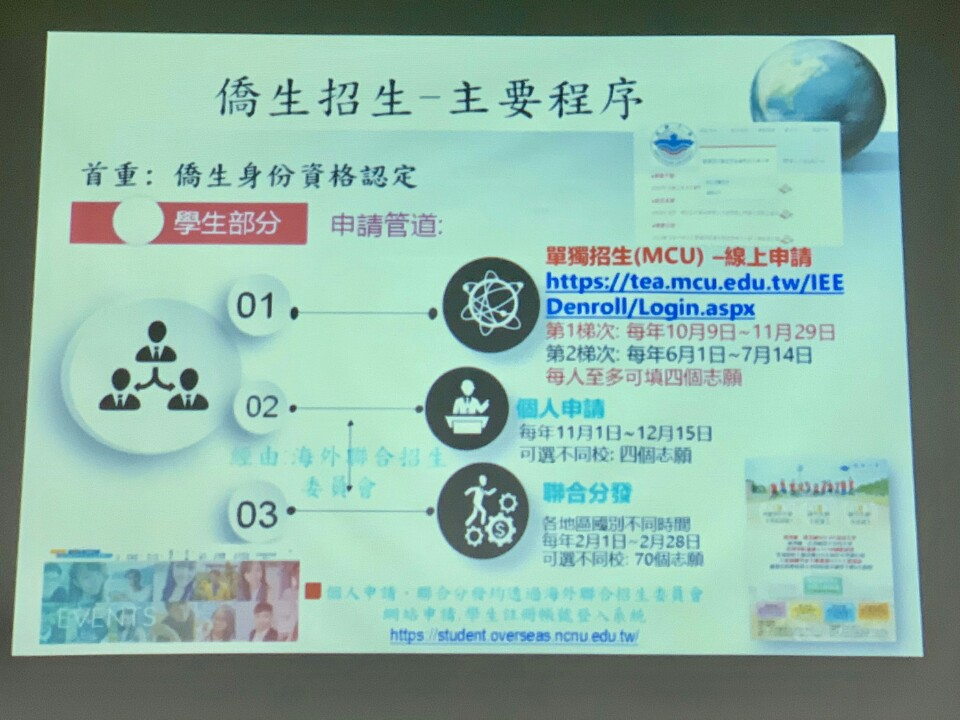 僑生招生-主要程序
首重: 僑生身份資格認定
學生部分
申請管道:
01
單獨招生(MCU) –線上申請
https://tea.mcu.edu.tw/IEE
Denroll/Login.aspx
第1梯次: 每年10月9日~11月29日
第2梯次: 每年6月1日~7月14日
每人至多可填四個志願
02
個人申請
每年11月1日~12月15日
可選不同校: 四個志願
經由 海外聯合招生
委員會
03
聯合分發
各地區國別不同時間
每年2月1日~2月28日
可選不同校: 70個志願
EVENTS
個人申請、聯合分發均透過海外聯合招生委員會
網站申請,學生註冊帳號登入系統
https://student.overseas.ncnu.edu.tw/